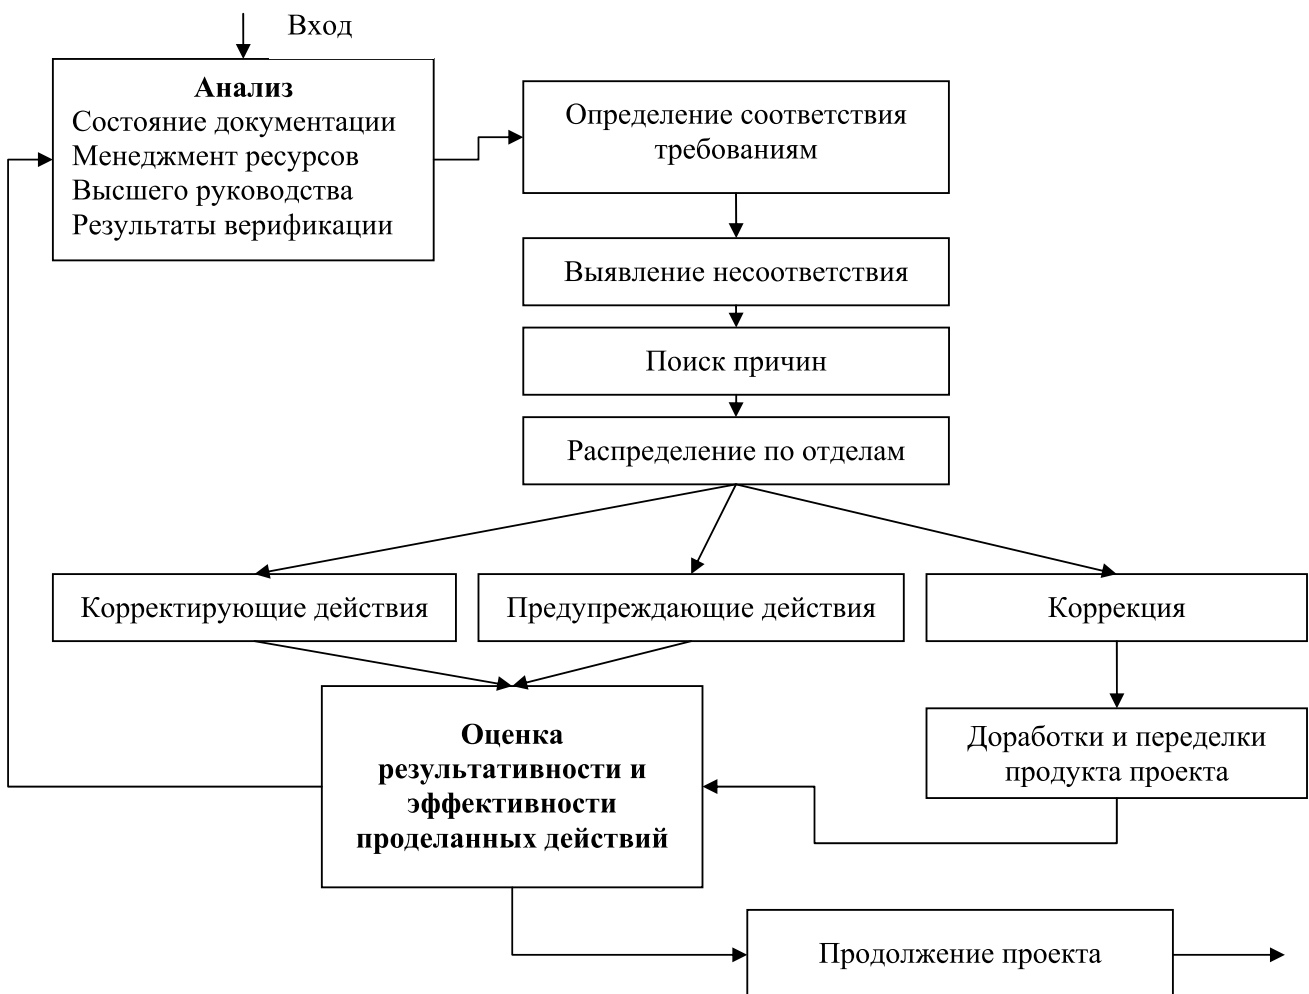 Вход
Анализ
Состояние документации
Менеджмент ресурсов
Высшего руководства
Результаты верификации
Определение соответствия
требованиям
Выявление несоответствия
Поиск причин
Распределение по отделам
Корректирующие действия
Предупреждающие действия
Коррекция
Оценка
результативности и
эффективности
проделанных действий
Доработки и переделки
продукта проекта
Продолжение проекта